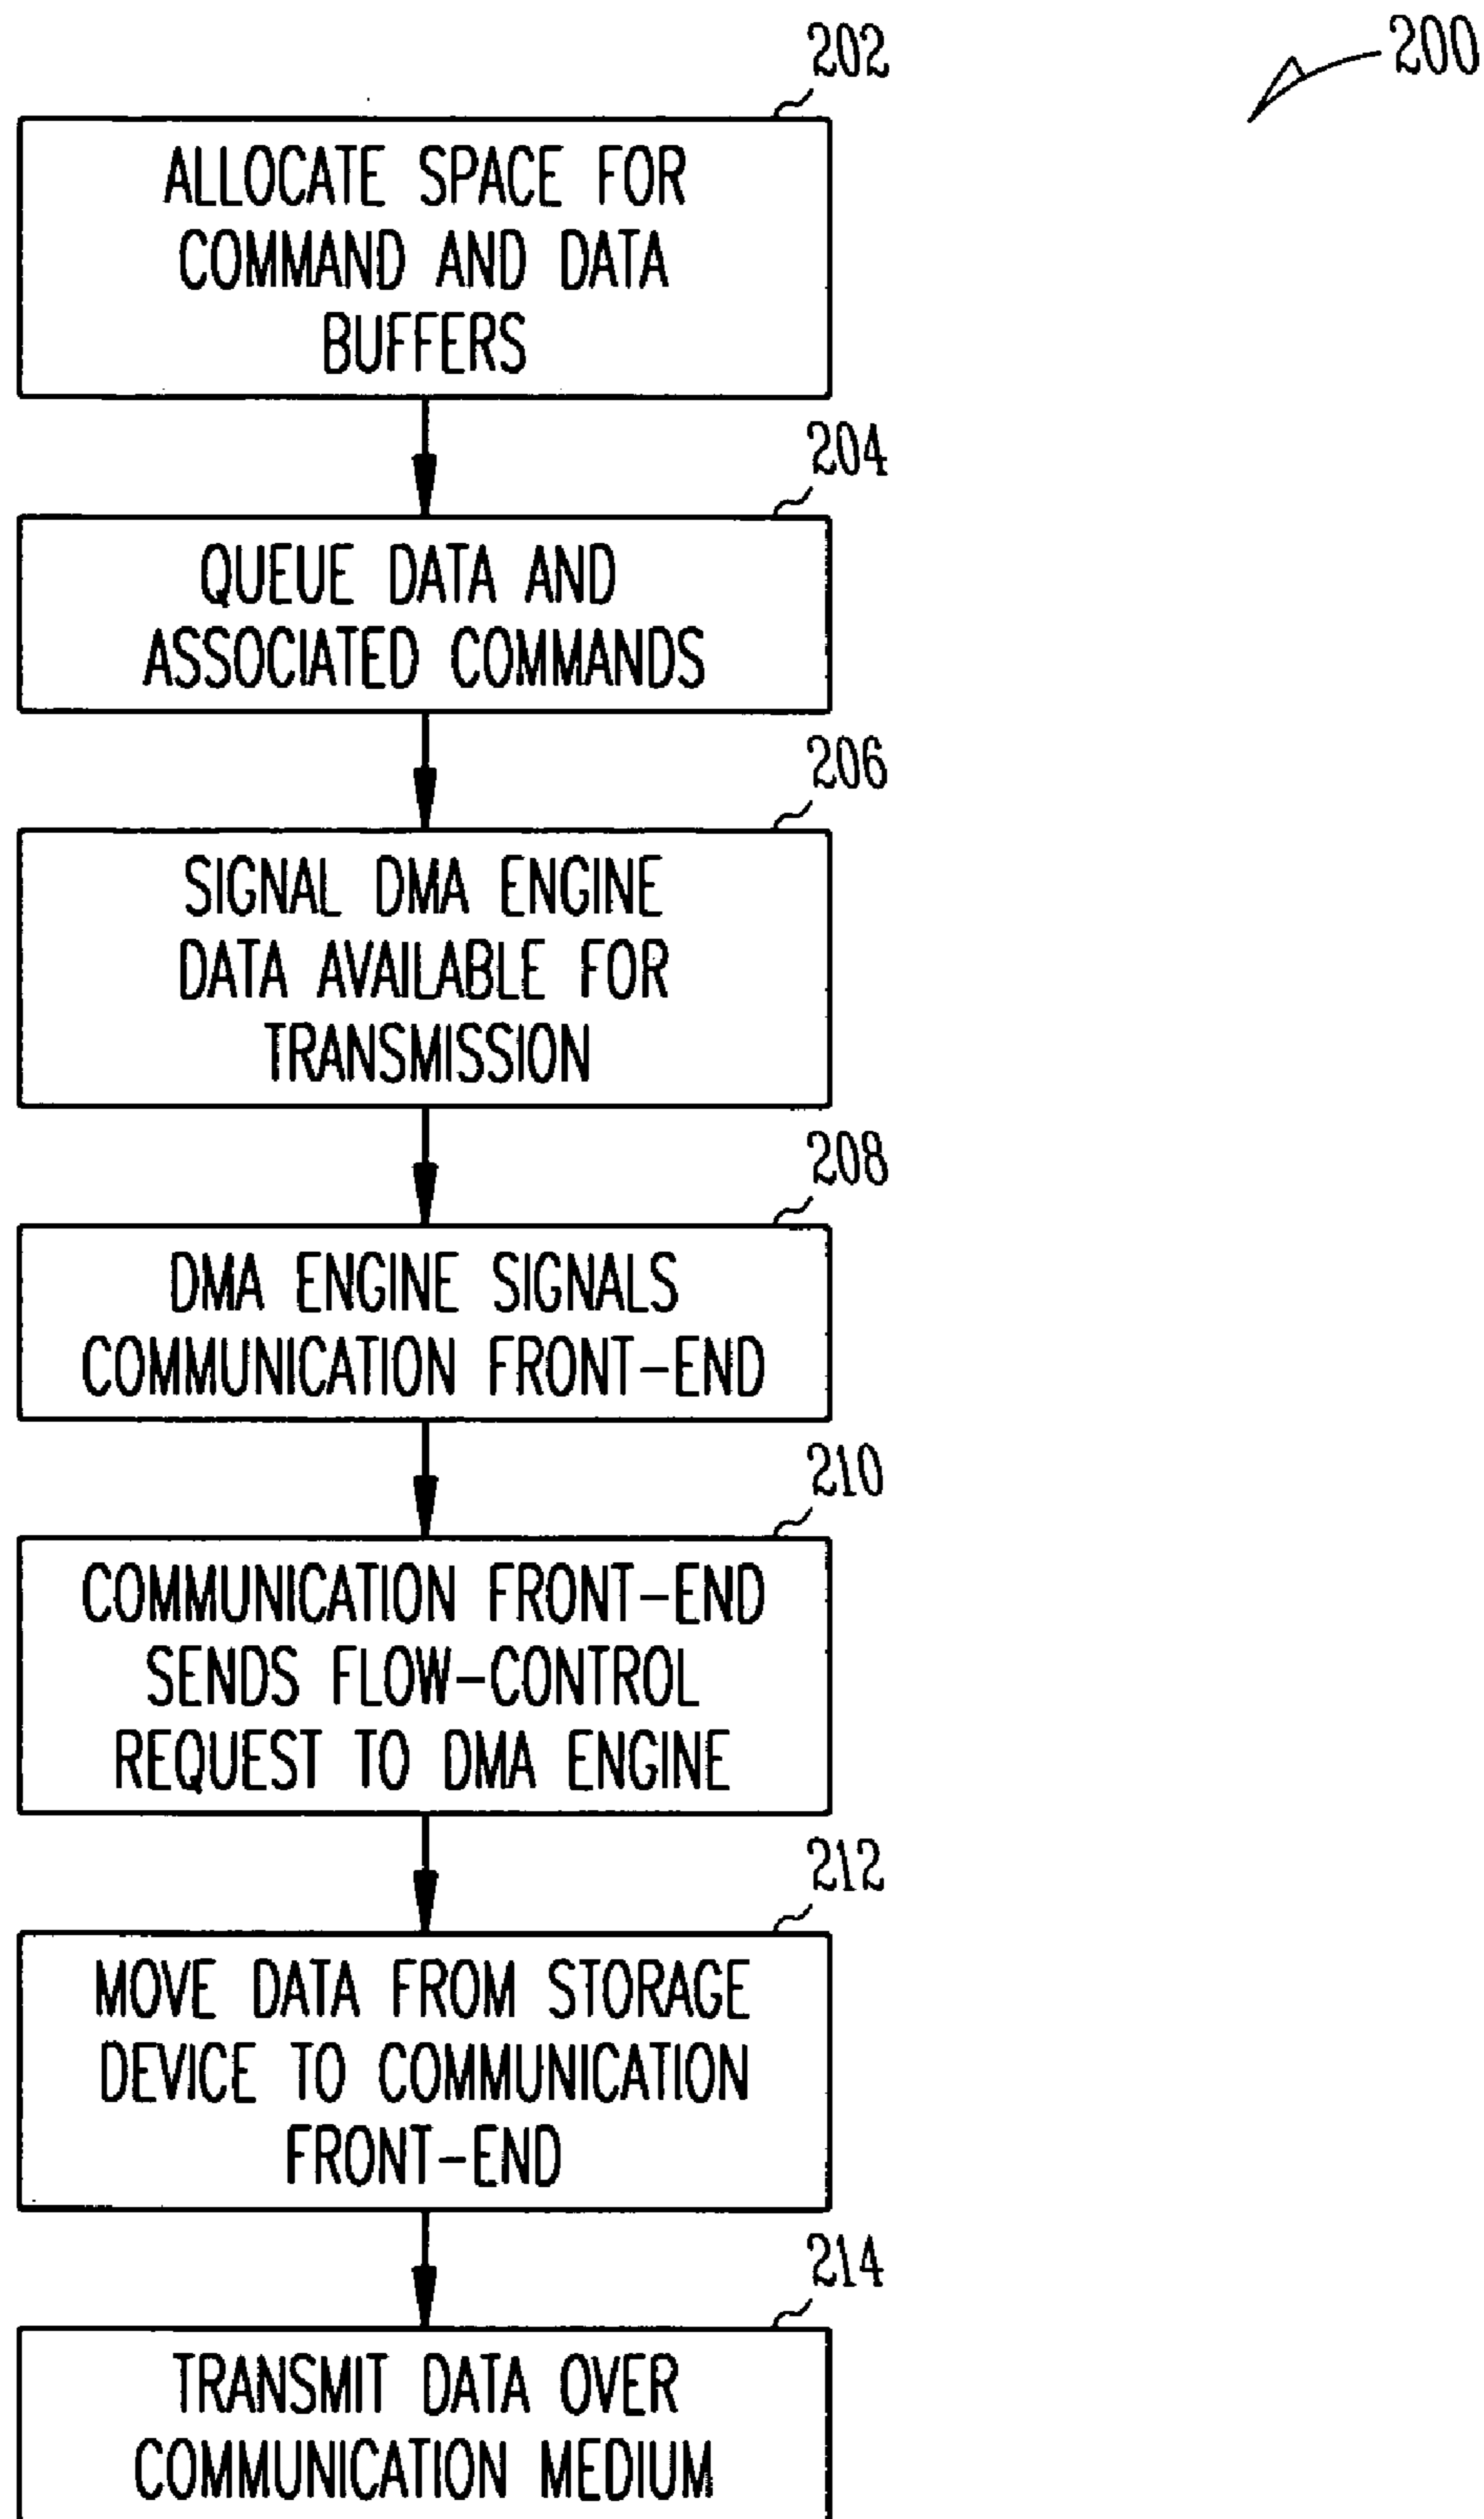 200
202
ALLOCATE SPACE FOR
COMMAND AND DATA
BUFFERS
204
QUEUE DATA AND
ASSOCIATED COMMANDS
206
SIGNAL DMA ENGINE
DATA AVAILABLE FOR
TRANSMISSION
208
DMA ENGINE SIGNALS
COMMUNICATION FRONT-END
210
COMMUNICATION FRONT-END
SENDS FLOW-CONTROL
REQUEST TO DMA ENGINE
212
MOVE DATA FROM STORAGE
DEVICE TO COMMUNICATION
FRONT-END
214
TRANSMIT DATA OVER
COMMUNICATION MEDIUM